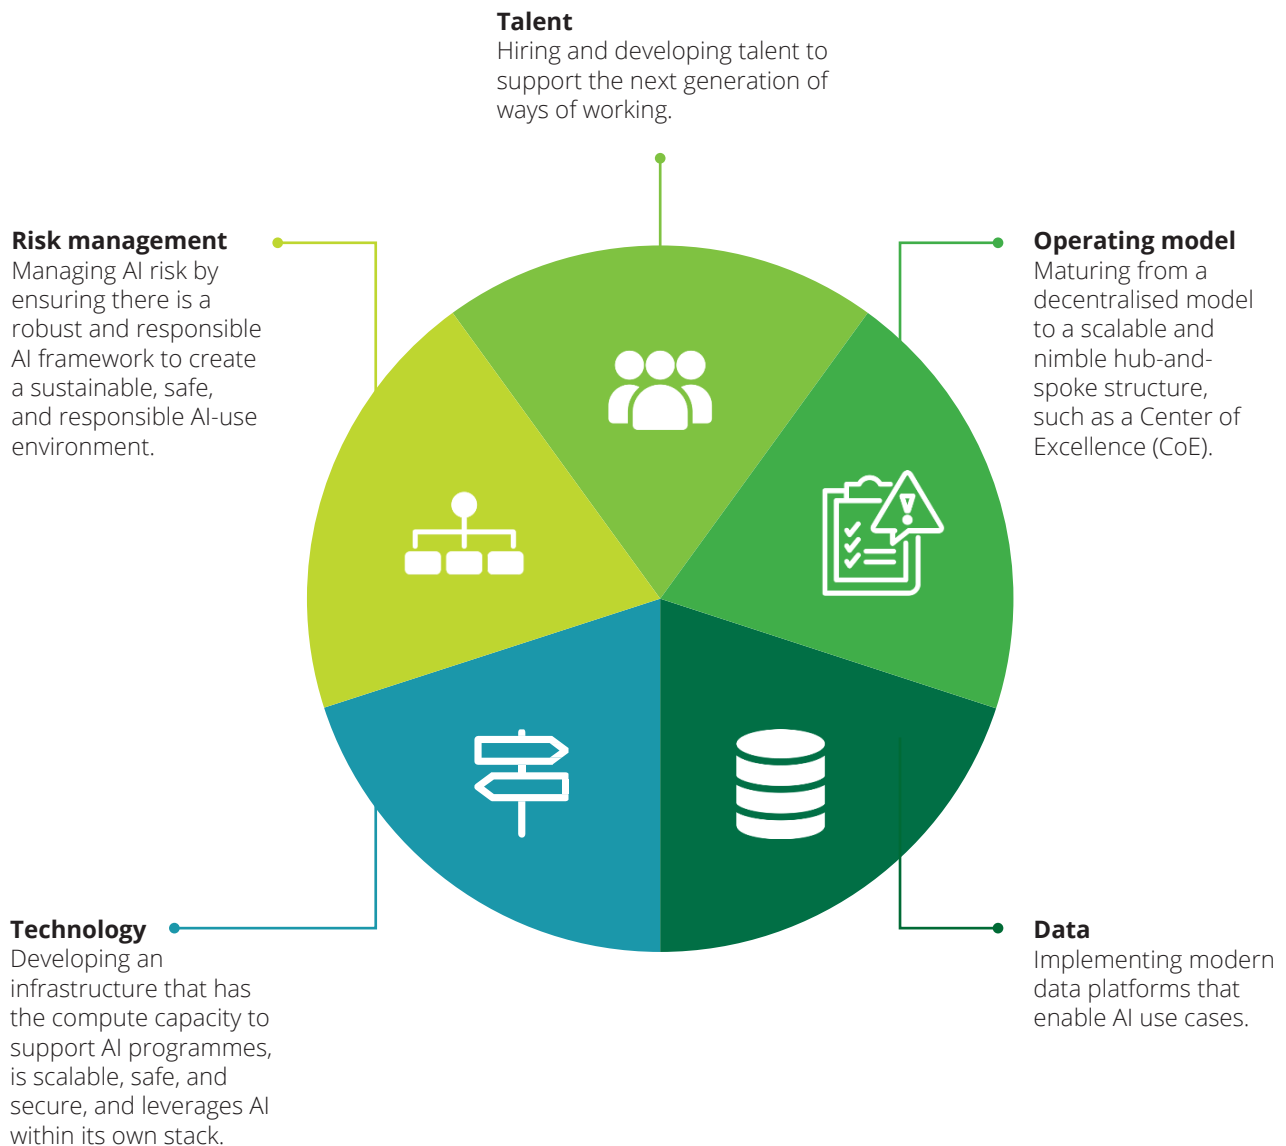 Talent
Hiring and developing talent to
support the next generation of
ways of working.
Risk management
Managing AI risk by
ensuring there is a
robust and responsible
AI framework to create
a sustainable, safe,
and responsible AI-use
environment.
Operating model
Maturing from a
decentralised model
to a scalable and
nimble hub-and-
spoke structure,
such as a Center of
Excellence (CoE).
Technology
Developing an
infrastructure that has
the compute capacity to
support AI programmes,
is scalable, safe, and
secure, and leverages AI
within its own stack.
Data
Implementing modern
data platforms that
enable AI use cases.